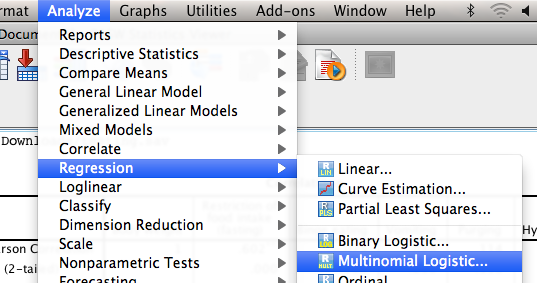 rmat Analyze Graphs Utilities Add-ons Window Help
Docum
Reports
Descriptive Statistics
Compare Means
General Linear Model
Generalized Linear Models
Mixed Models
Downl
Correlate
Regression
Linear...
Loglinear
Curve Estimation...
Classify
Partial Least Squares...
Dimension Reduction
Hy
Scale
Binary Logistic...
arson C
Nonparametric Tests
Multinomial Logistic...
(2-tai
Forecasting
Ordinal